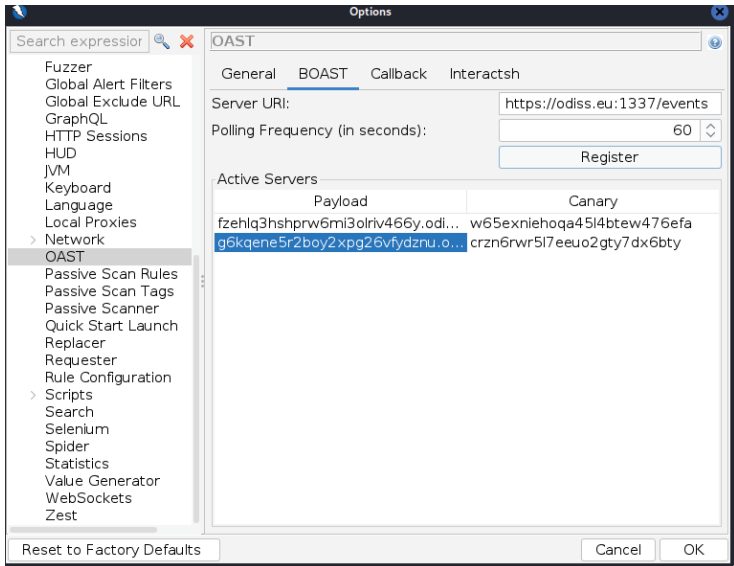 Options
Search expression
Fuzzer
Global Alert Filters
Global Exclude URL
GraphQL
HTTP Sessions
HUD
JVM
Keyboard
Language
Local Proxies
Network
OAST
Passive Scan Rules
Passive Scan Tags
Passive Scanner
Quick Start Launch
Replacer
Requester
Rule Configuration
Scripts
Search
Selenium
Spider
Statistics
Value Generator
WebSockets
Zest
OAST
General BOAST Callback Interactsh
Server URI: https://odiss.eu:1337/events
Polling Frequency (in seconds): 60
Register
Active Servers
Payload Canary
fzehlq3hshprw6mi3olriv466y.odi... w65exniehoqa45l4btew476efa
g6kqene5r2boy2xpg26vfydznu.o... crzn6rwr5l7eeuo2gty7dx6bty
Reset to Factory Defaults Cancel OK